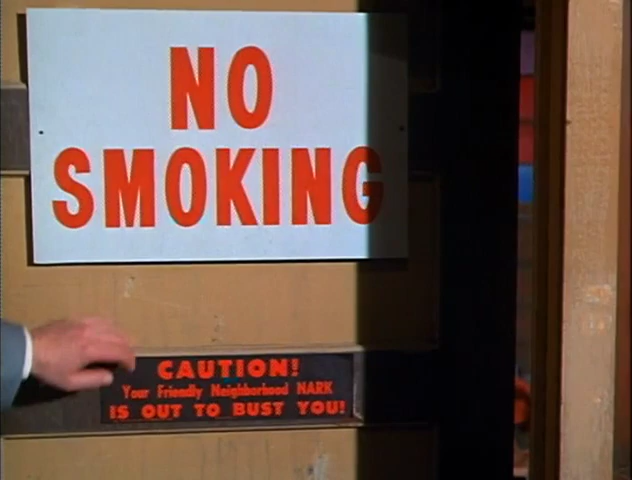 NO
SMOKING
CAUTION!
Your Friendly Neighborhood NARK
IS OUT TO BUST YOU!